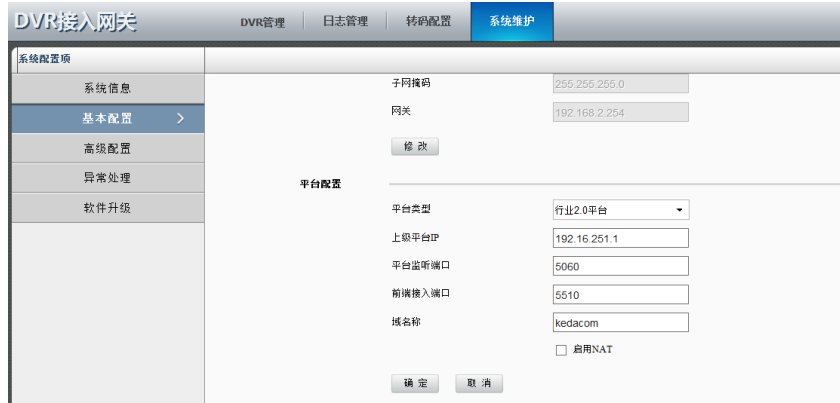 DVR接入网关
DVR管理 日志管理 转码配置 系统维护
系统配置项
系统信息
基本配置
高级配置
异常处理
软件升级
子网掩码 255.255.255.0
网关 192.168.2.254
修 改
平台配置
平台类型 行业2.0平台
上级平台IP 192.16.251.1
平台监听端口 5060
前端接入端口 5510
域名称 kedacom
启用NAT
确 定 取 消